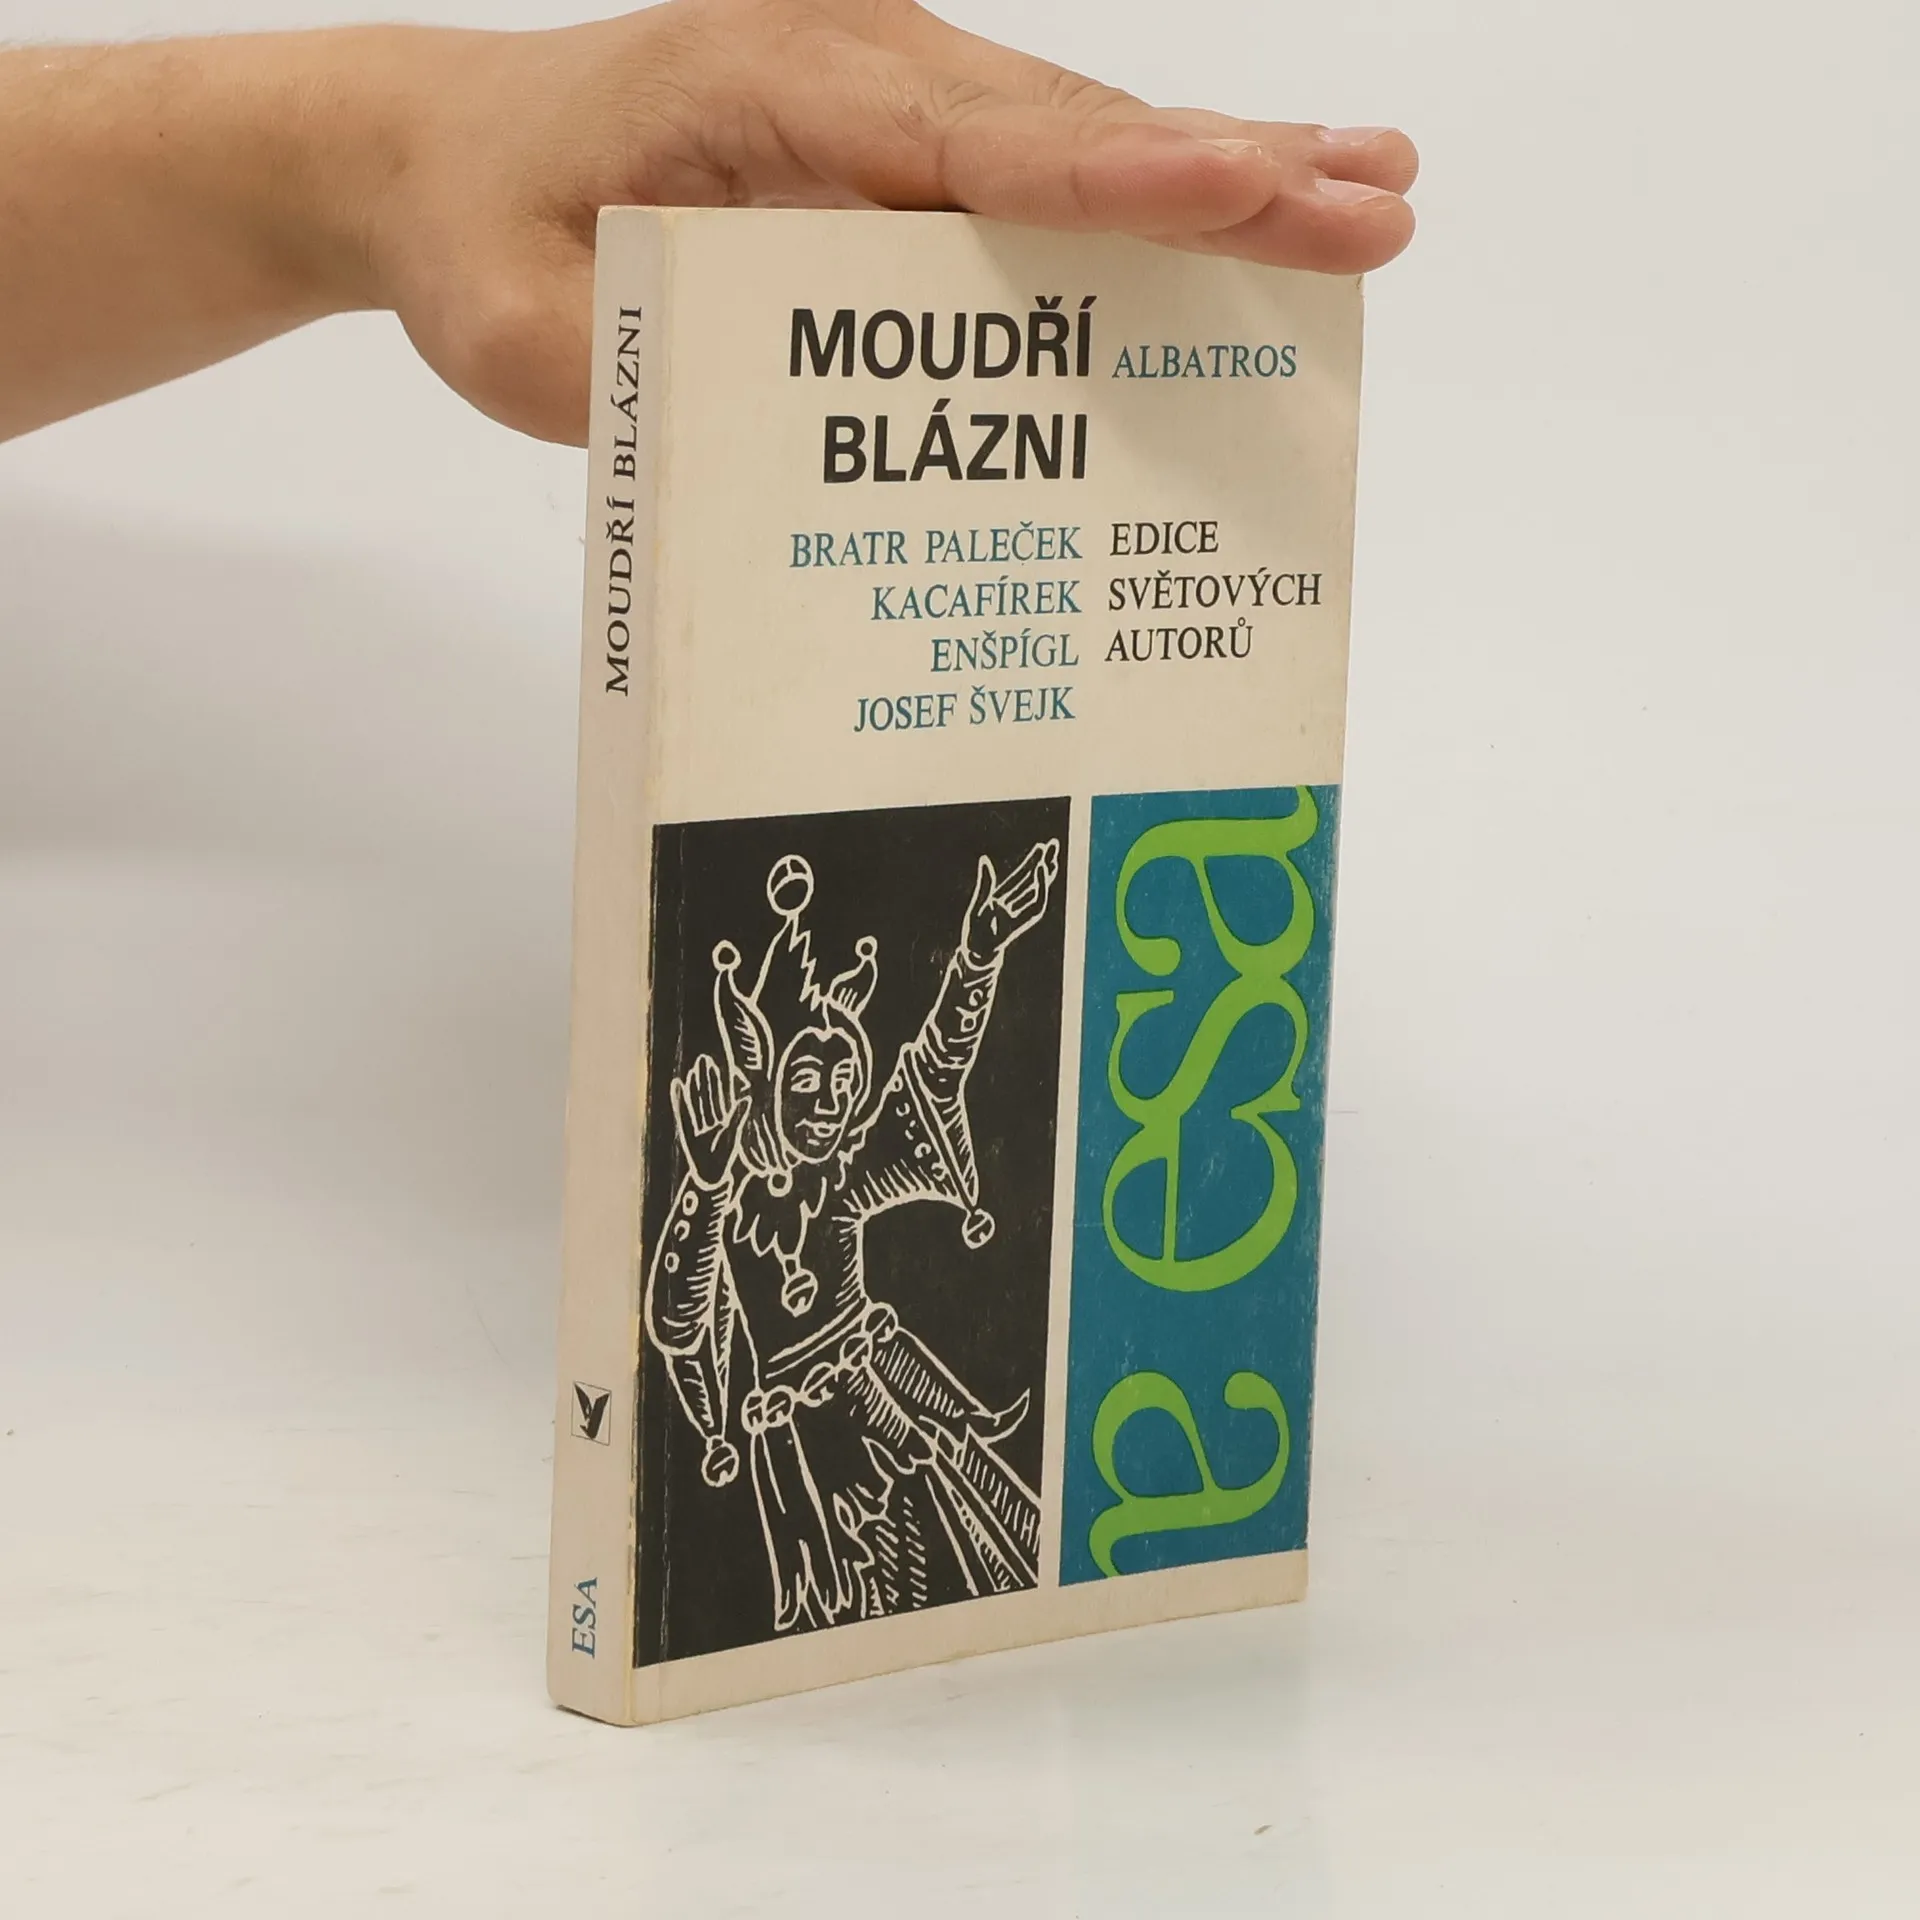 MOUDŘÍ BLÁZNI
ESA
MOUDŘÍ
BLÁZNI
ALBATROS
BRATR PALEČEK
KACAFÍREK
ENŠPÍGL
JOSEF ŠVEJK
EDICE
SVĚTOVÝCH
AUTORŮ
a esa